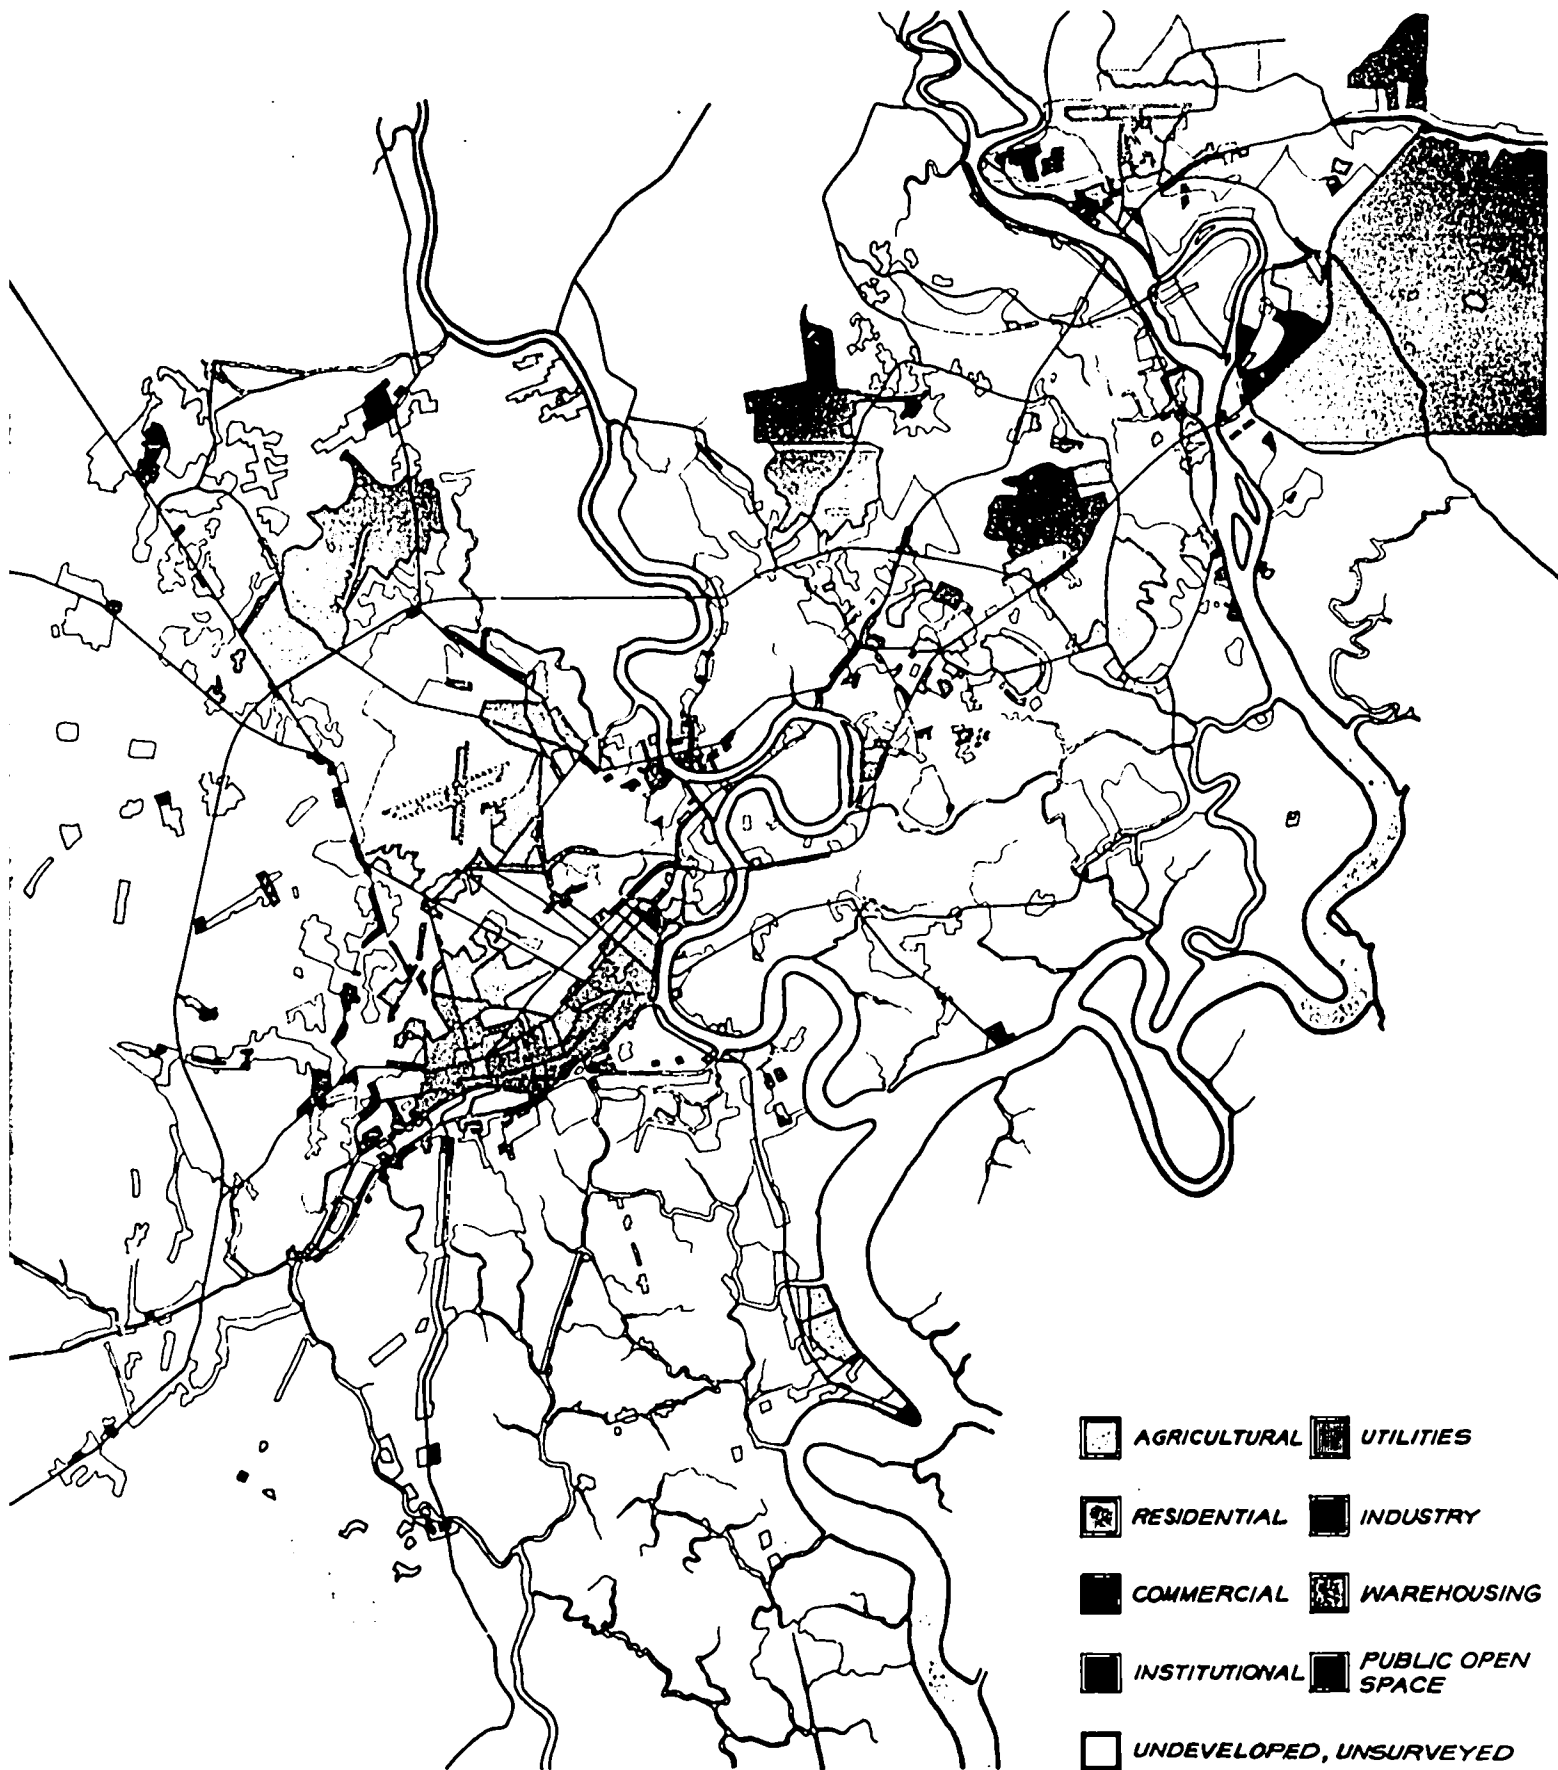 AGRICULTURAL
UTILITIES
RESIDENTIAL
INDUSTRY
COMMERCIAL
WAREHOUSING
INSTITUTIONAL
PUBLIC OPEN
SPACE
UNDEVELOPED, UNSURVEYED